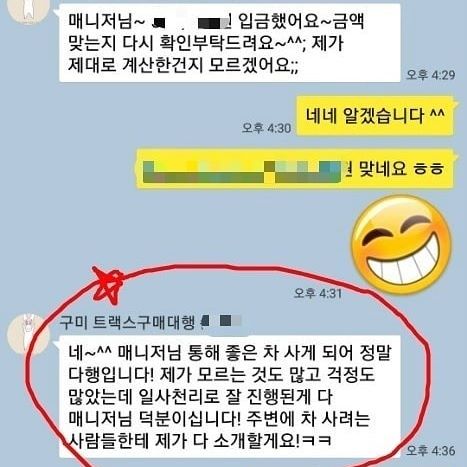 매니저님~ 입금했어요~금액
맞는지 다시 확인부탁드려요~^^; 제가
제대로 계산한건지 모르겠어요;;
오후 4:29
네네 알겠습니다 ^^
오후 4:30
맞네요 ㅎㅎ
오후 4:31
구미 트랙스구매대행
네~^^ 매니저님 통해 좋은 차 사게 되어 정말
다행입니다! 제가 모르는 것도 많고 걱정도
많았는데 일사천리로 잘 진행된게 다
매니저님 덕분이십니다! 주변에 차 사려는
사람들한테 제가 다 소개할게요!ㅋㅋ
오후 4:36